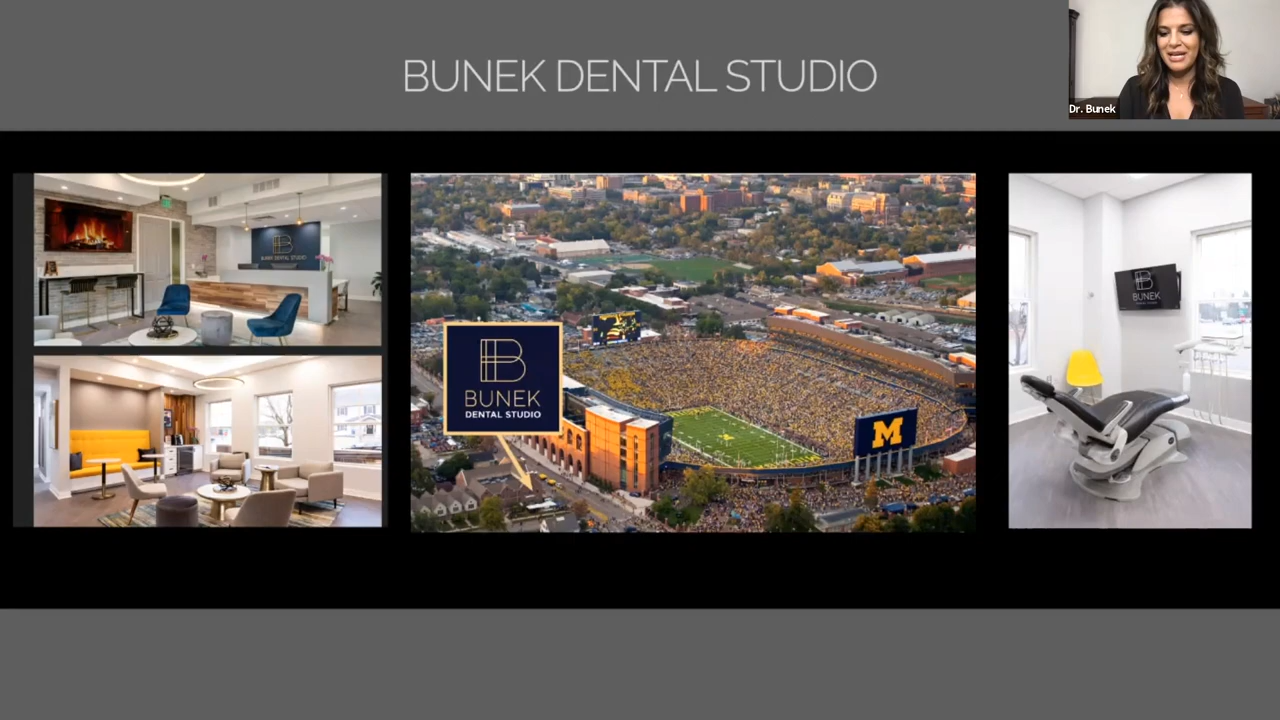 BUNEK DENTAL STUDIO
Dr. Bunek
B
BUNEK DENTAL STUDIO
B
BUNEK
DENTAL STUDIO
M
B
BUNEK